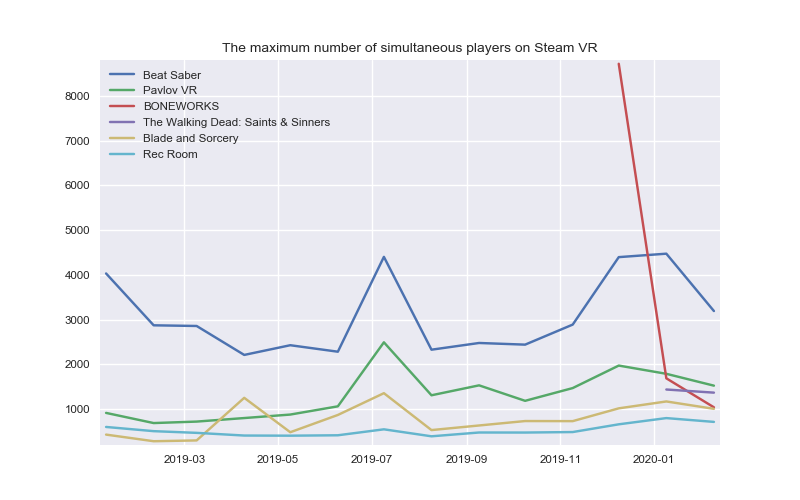 The maximum number of simultaneous players on Steam VR
Beat Saber
Pavlov VR
BONEWORKS
The Walking Dead: Saints & Sinners
Blade and Sorcery
Rec Room
8000
7000
6000
5000
4000
3000
2000
1000
2019-03
2019-05
2019-07
2019-09
2019-11
2020-01